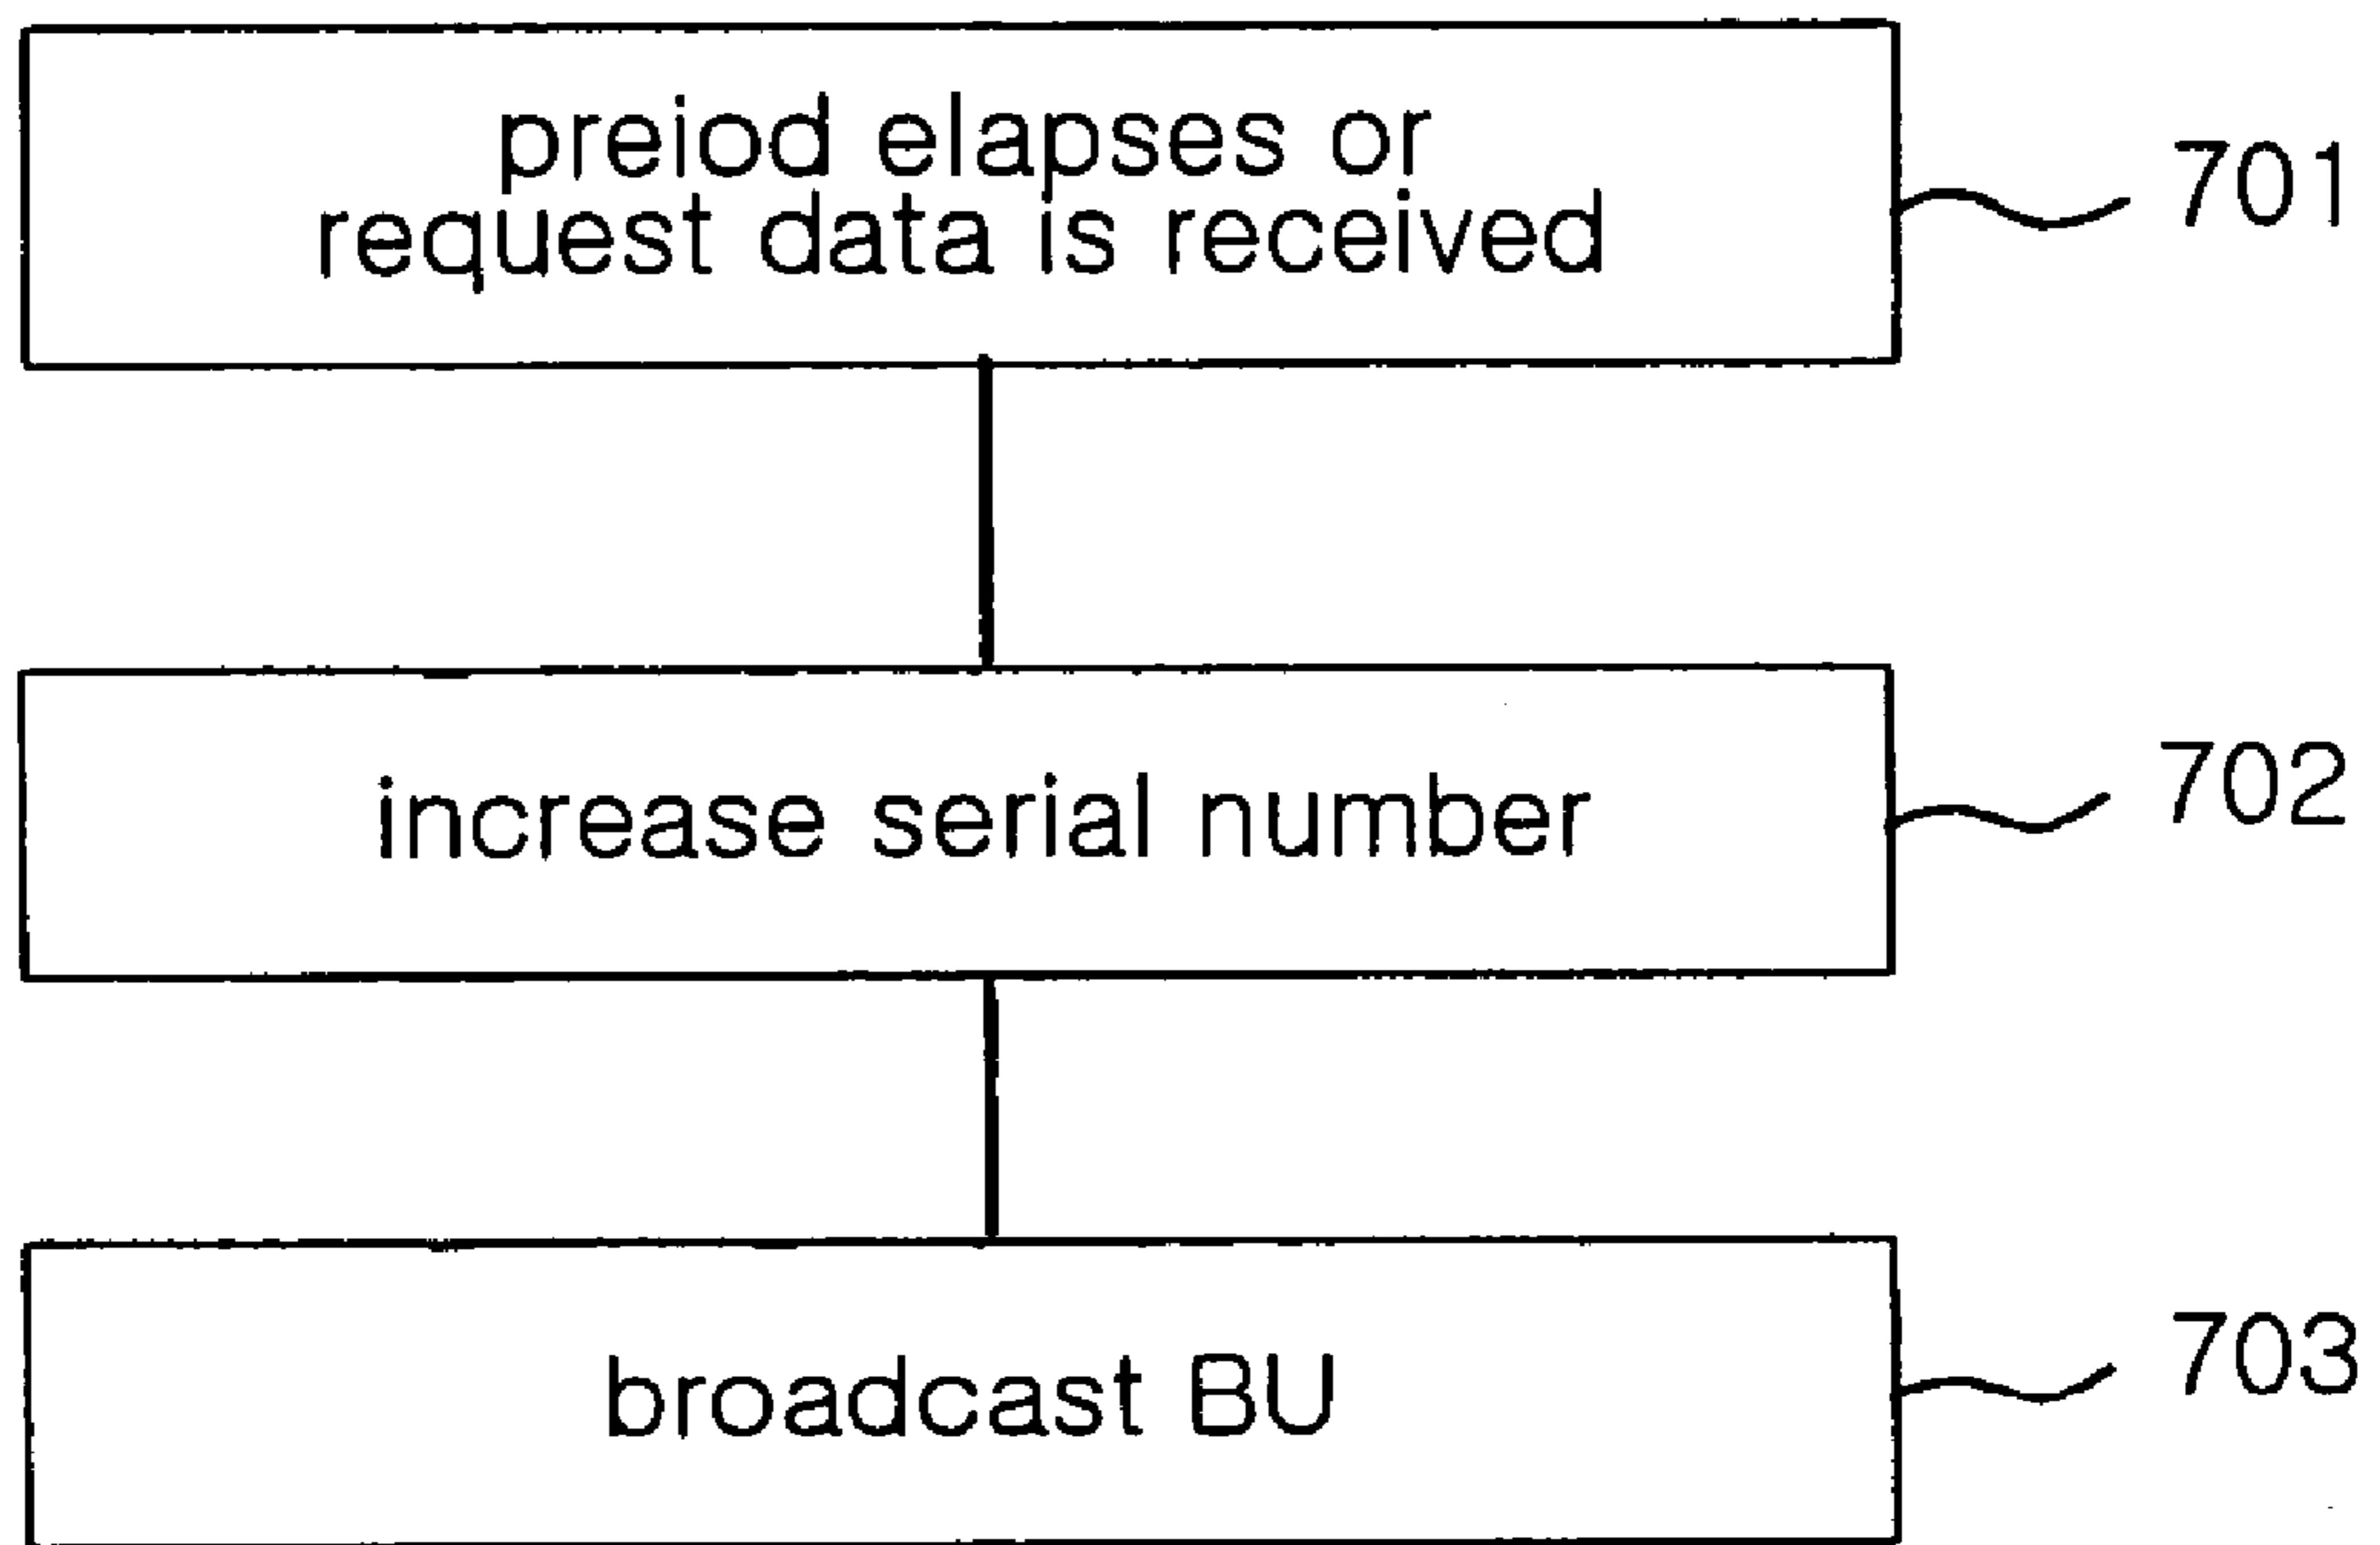 preiod elapses or
request data is received
701
increase serial number
702
broadcast BU
703